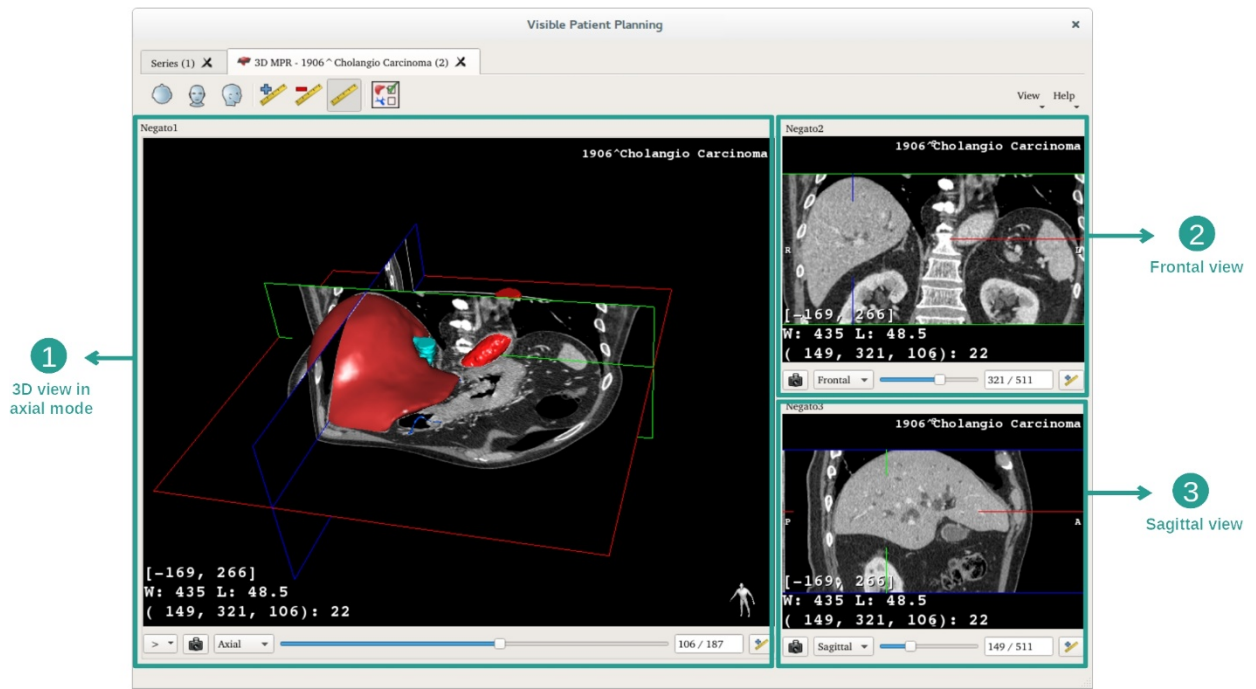 Visible Patient Planning
Series (1)
3D MPR - 1906^Cholangio Carcinoma (2)
View
Help
Negato1
1906^Cholangio Carcinoma
[-169, 266]
W: 435 L: 48.5
( 149, 321, 106): 22
>
Axial
106 / 187
Negato2
1906^Cholangio Carcinoma
R
L
[-169, 266]
W: 435 L: 48.5
( 149, 321, 106): 22
Frontal
321 / 511
Negato3
1906^Cholangio Carcinoma
P
A
[-169, 266]
W: 435 L: 48.5
( 149, 321, 106): 22
Sagittal
149 / 511
1
3D view in
axial mode
2
Frontal view
3
Sagittal view